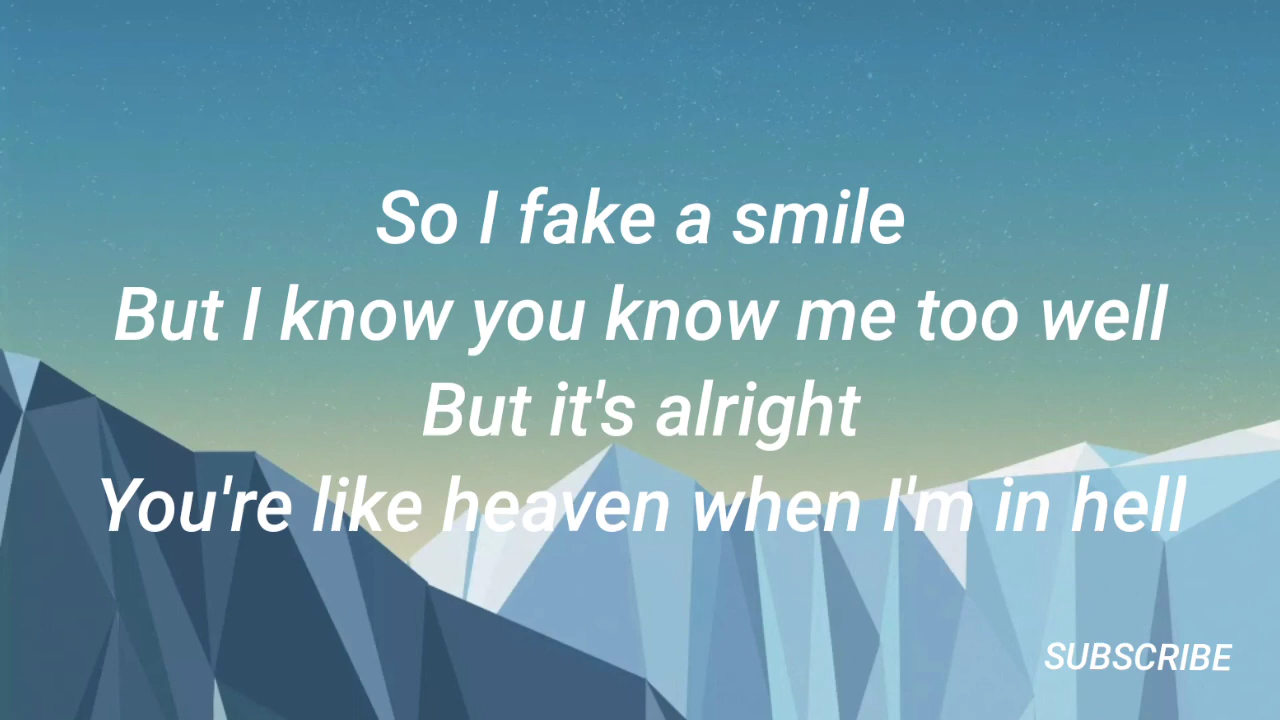 So I fake a smile
But I know you know me too well
But it's alright
You're like heaven when I'm in hell
SUBSCRIBE